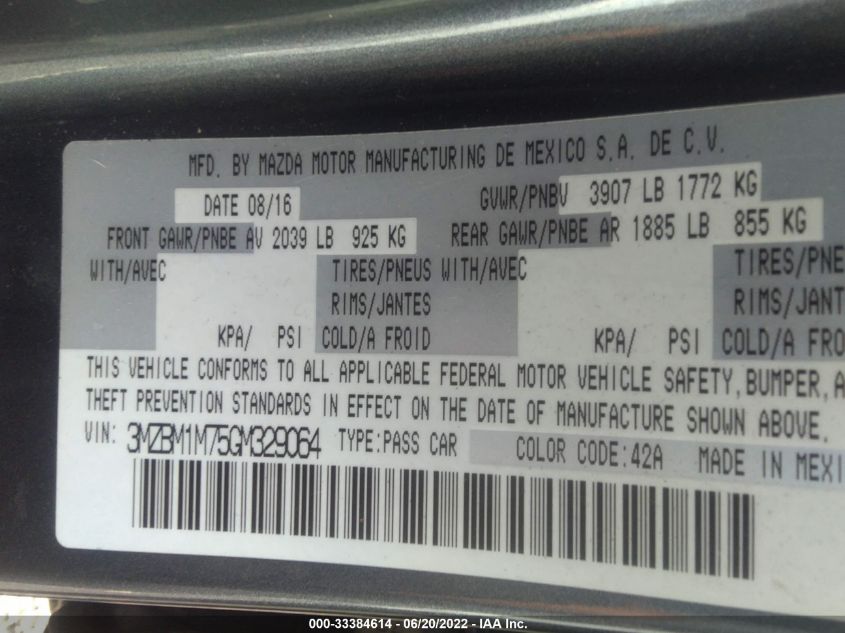 MFD. BY MAZDA MOTOR MANUFACTURING DE MEXICO S.A. DE C.V.
DATE 08/16 GVWR/PNBV 3907 LB 1772 KG
FRONT GAWR/PNBE AV 2039 LB 925 KG REAR GAWR/PNBE AR 1885 LB 855 KG
WITH/AVEC TIRES/PNEUS WITH/AVEC TIRES/PNE
RIMS/JANTES RIMS/JANT
KPA/ PSI COLD/A FROID KPA/ PSI COLD/A FRO
THIS VEHICLE CONFORMS TO ALL APPLICABLE FEDERAL MOTOR VEHICLE SAFETY, BUMPER, A
THEFT PREVENTION STANDARDS IN EFFECT ON THE DATE OF MANUFACTURE SHOWN ABOVE.
VIN: 3MZBM1M75GM329064 TYPE:PASS CAR COLOR CODE:42A MADE IN MEXI
000-33384614 - 06/20/2022 - IAA Inc.